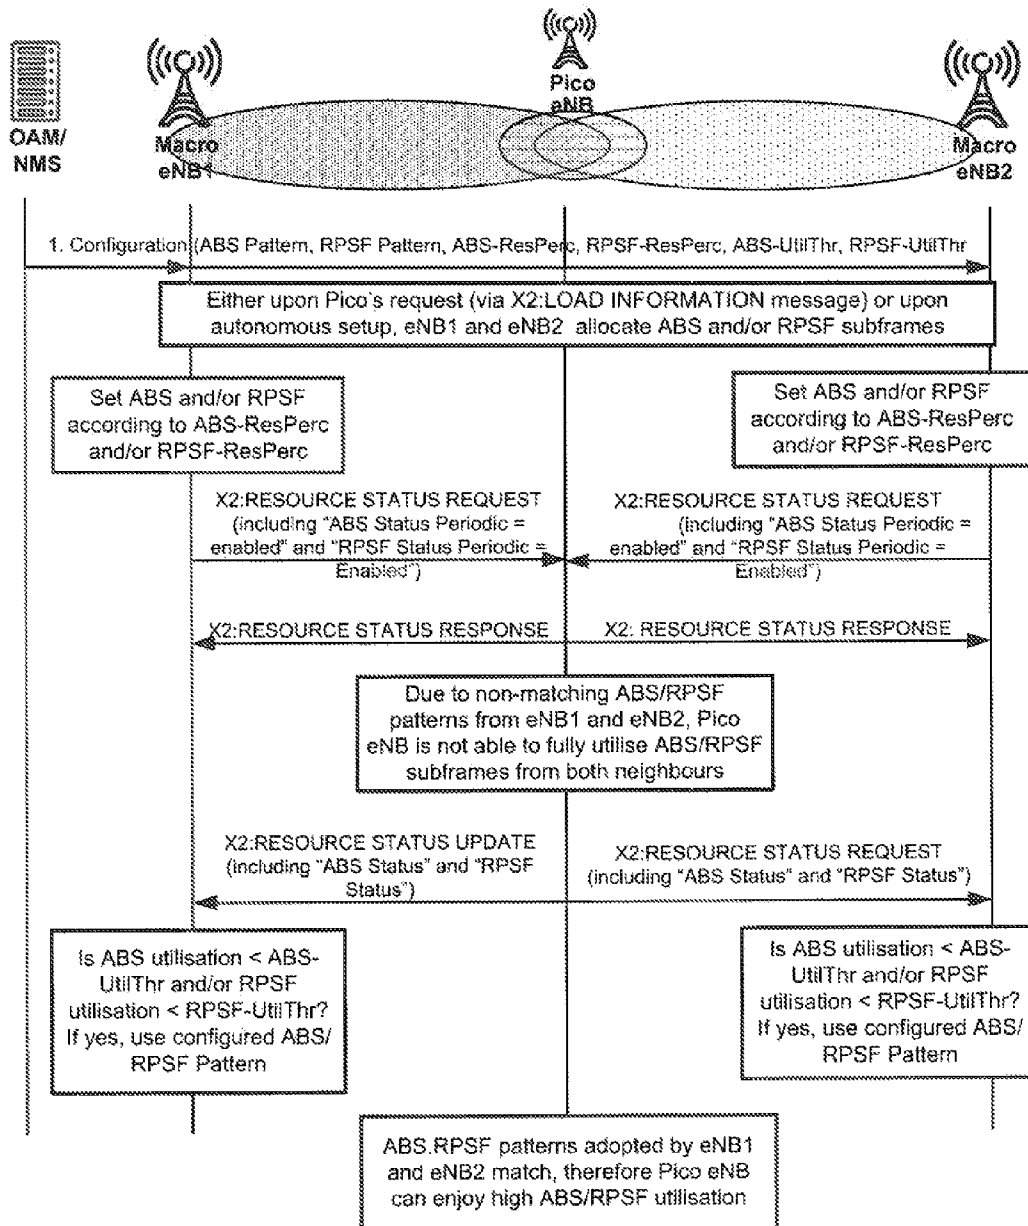 Pico
eNB
OAM/
NMS
Macro
eNB1
Macro
eNB2
1. Configuration (ABS Pattern, RPSF Pattern, ABS-ResPerc, RPSF-ResPerc, ABS-UtilThr, RPSF-UtilThr
Either upon Pico's request (via X2:LOAD INFORMATION message) or upon
autonomous setup, eNB1 and eNB2 allocate ABS and/or RPSF subframes
Set ABS and/or RPSF
according to ABS-ResPerc
and/or RPSF-ResPerc
Set ABS and/or RPSF
according to ABS-ResPerc
and/or RPSF-ResPerc
X2:RESOURCE STATUS REQUEST
(including "ABS Status Periodic =
enabled" and "RPSF Status Periodic =
Enabled")
X2:RESOURCE STATUS REQUEST
(including "ABS Status Periodic =
enabled" and "RPSF Status Periodic =
Enabled")
X2:RESOURCE STATUS RESPONSE
X2: RESOURCE STATUS RESPONSE
Due to non-matching ABS/RPSF
patterns from eNB1 and eNB2, Pico
eNB is not able to fully utilise ABS/RPSF
subframes from both neighbours
X2:RESOURCE STATUS UPDATE
(including "ABS Status" and "RPSF
Status")
X2:RESOURCE STATUS REQUEST
(including "ABS Status" and "RPSF Status")
Is ABS utilisation < ABS-
UtilThr and/or RPSF
utilisation < RPSF-UtilThr?
If yes, use configured ABS/
RPSF Pattern
Is ABS utilisation < ABS-
UtilThr and/or RPSF
utilisation < RPSF-UtilThr?
If yes, use configured ABS/
RPSF Pattern
ABS.RPSF patterns adopted by eNB1
and eNB2 match, therefore Pico eNB
can enjoy high ABS/RPSF utilisation